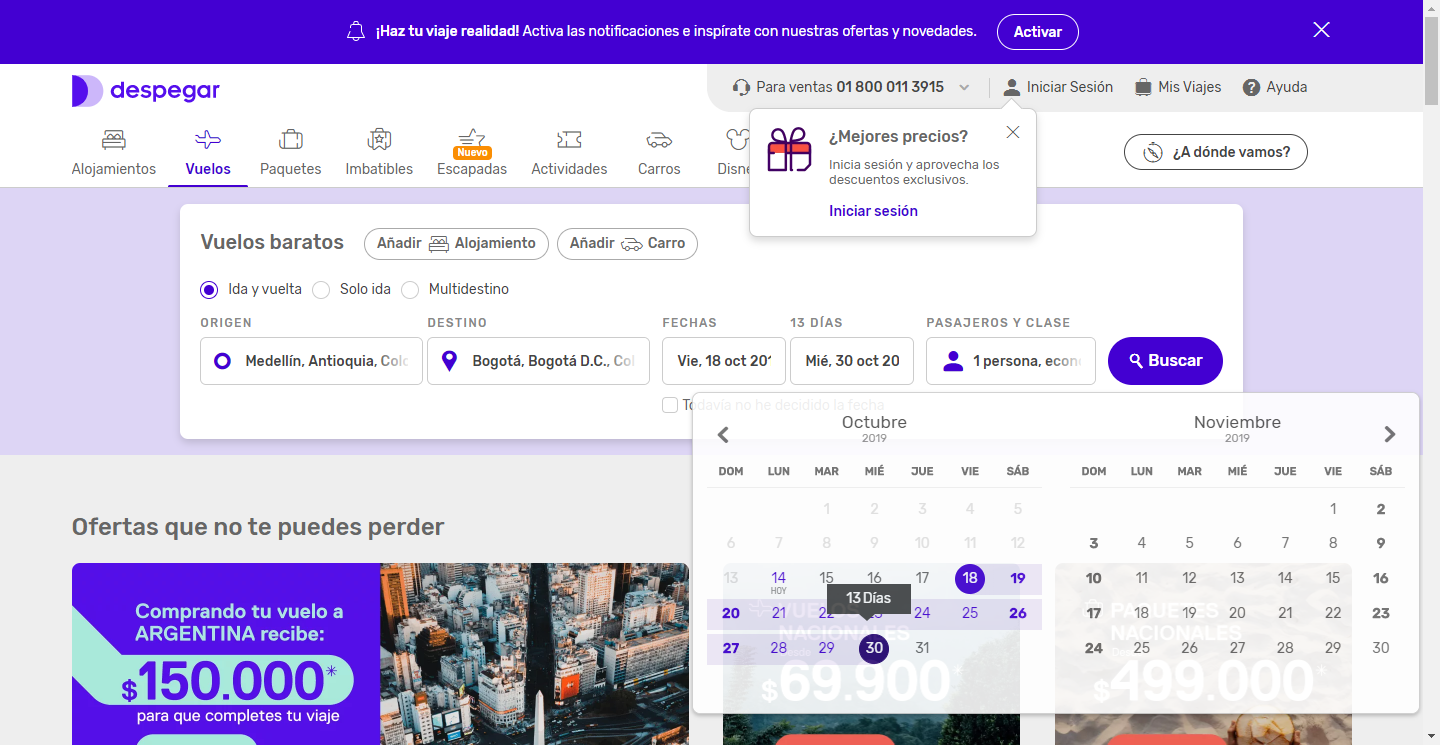 ¡Haz tu viaje realidad! Activa las notificaciones e inspírate con nuestras ofertas y novedades.
Activar
despegar
Para ventas 01 800 011 3915
Iniciar Sesión
Mis Viajes
Ayuda
Alojamientos
Vuelos
Paquetes
Imbatibles
Nuevo
Escapadas
Actividades
Carros
Disne
¿A dónde vamos?
¿Mejores precios?
Inicia sesión y aprovecha los
descuentos exclusivos.
Iniciar sesión
Vuelos baratos
Añadir Alojamiento
Añadir Carro
Ida y vuelta
Solo ida
Multidestino
ORIGEN
DESTINO
FECHAS
13 DÍAS
PASAJEROS Y CLASE
Medellín, Antioquia, Colo
Bogotá, Bogotá D.C., Col
Vie, 18 oct 201
Mié, 30 oct 20
1 persona, econ
Buscar
Todavía no he decidido la fecha
Octubre
2019
Noviembre
2019
DOM LUN MAR MIÉ JUE VIE SÁB
1 2 3 4 5
6 7 8 9 10 11 12
13 14 15 16 17 18 19
HOY
13 Días
20 21 22 23 24 25 26
27 28 29 30 31
DOM LUN MAR MIÉ JUE VIE SÁB
1 2
3 4 5 6 7 8 9
10 11 12 13 14 15 16
17 18 19 20 21 22 23
24 25 26 27 28 29 30
Ofertas que no te puedes perder
Comprando tu vuelo a
ARGENTINA recibe:
$150.000*
para que completes tu viaje
VUELOS
NACIONALES
Desde
$69.900*
PAQUETES
NACIONALES
Desde
$499.000*